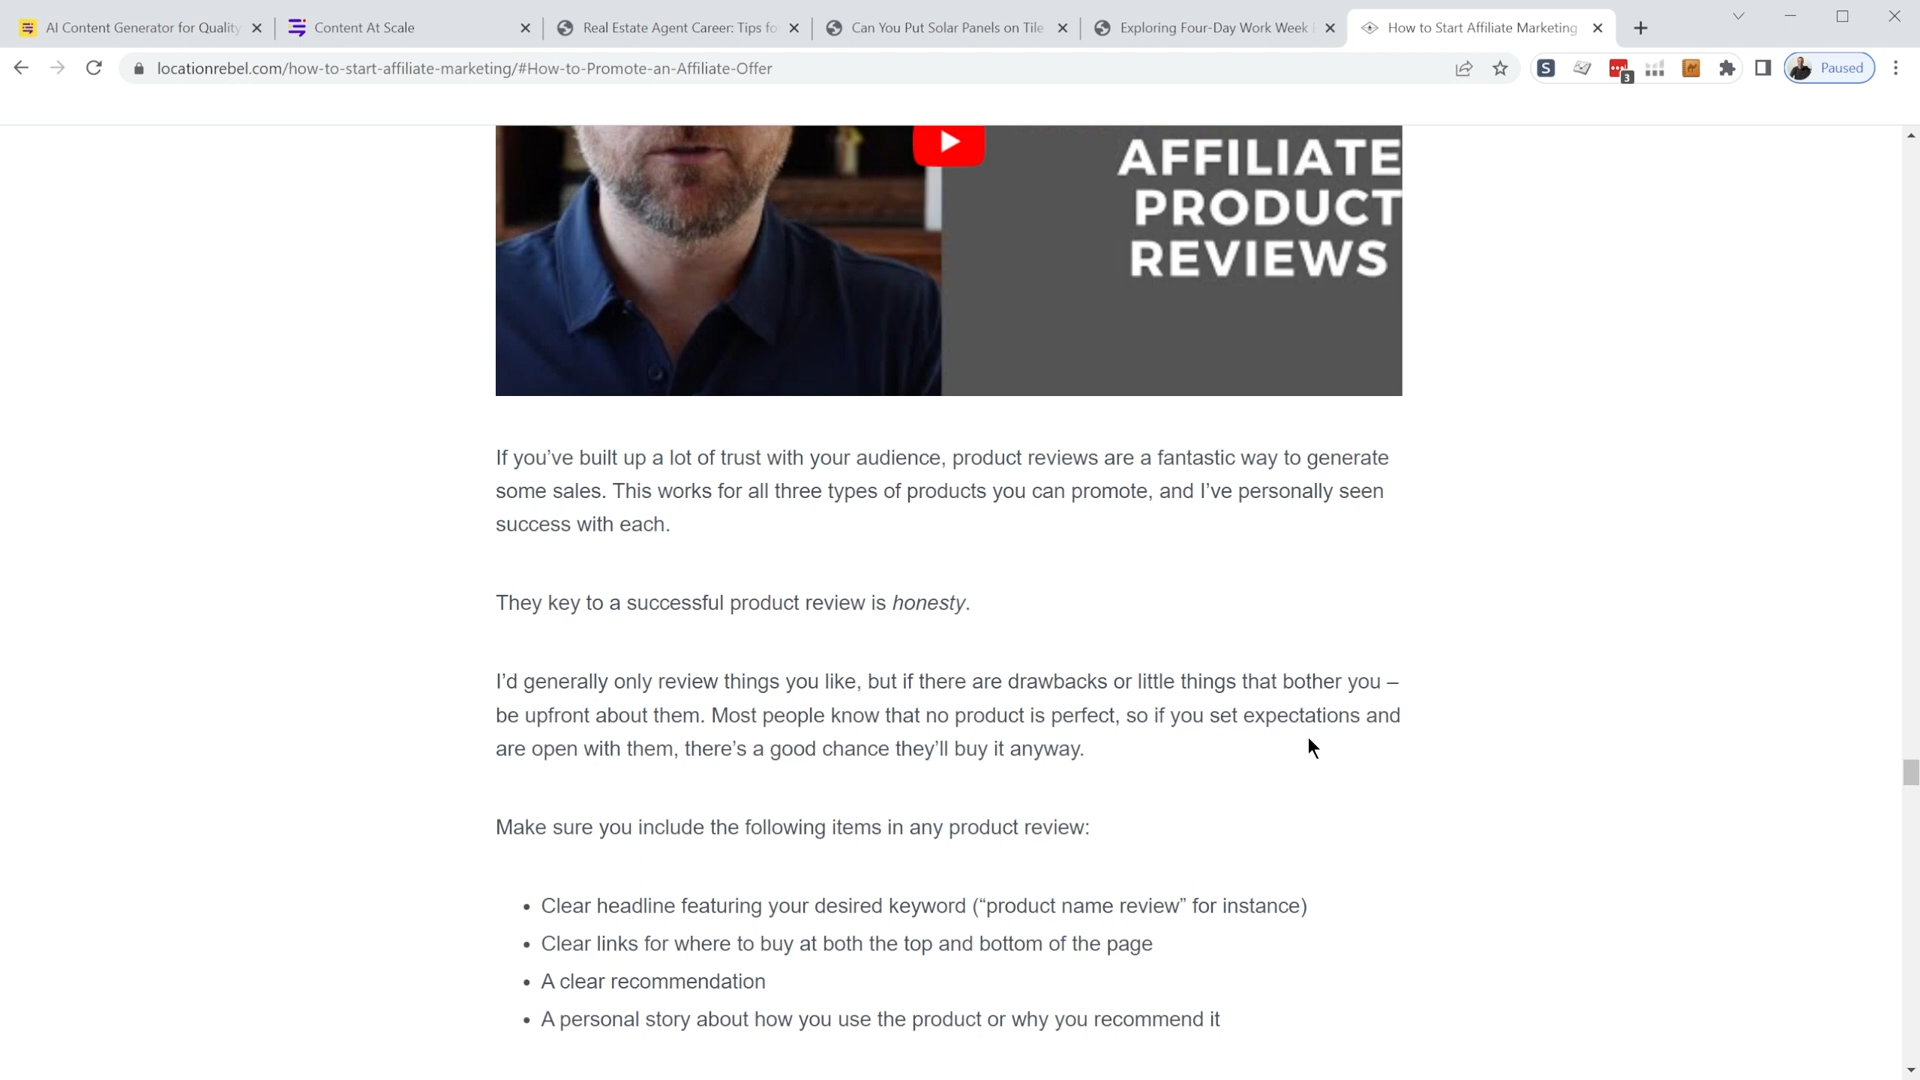 AI Content Generator for Quality
Content At Scale
Real Estate Agent Career: Tips fo
Can You Put Solar Panels on Tile
Exploring Four-Day Work Week
How to Start Affiliate Marketing
locationrebel.com/how-to-start-affiliate-marketing/#How-to-Promote-an-Affiliate-Offer
S
3
Paused
AFFILIATE
PRODUCT
REVIEWS
If you’ve built up a lot of trust with your audience, product reviews are a fantastic way to generate
some sales. This works for all three types of products you can promote, and I’ve personally seen
success with each.
They key to a successful product review is honesty.
I’d generally only review things you like, but if there are drawbacks or little things that bother you –
be upfront about them. Most people know that no product is perfect, so if you set expectations and
are open with them, there’s a good chance they’ll buy it anyway.
Make sure you include the following items in any product review:
• Clear headline featuring your desired keyword (“product name review” for instance)
• Clear links for where to buy at both the top and bottom of the page
• A clear recommendation
• A personal story about how you use the product or why you recommend it